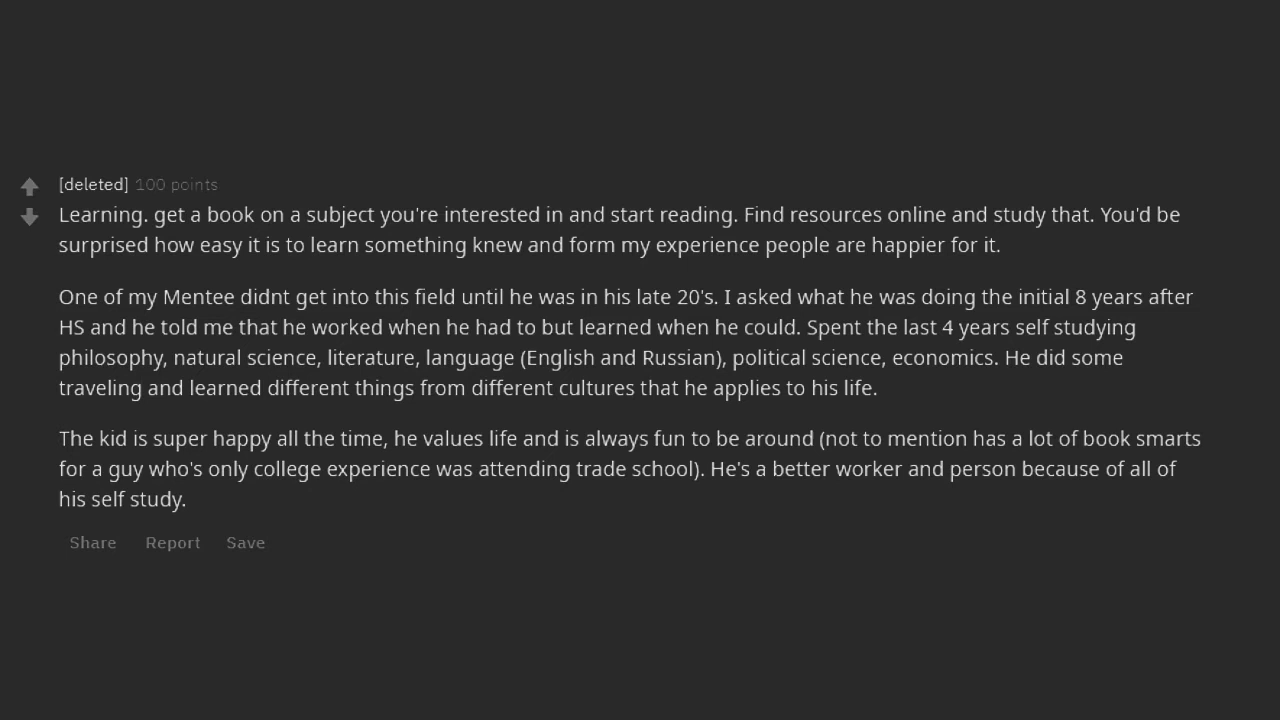 [deleted] 100 points
Learning. get a book on a subject you're interested in and start reading. Find resources online and study that. You'd be
surprised how easy it is to learn something knew and form my experience people are happier for it.
One of my Mentee didnt get into this field until he was in his late 20's. I asked what he was doing the initial 8 years after
HS and he told me that he worked when he had to but learned when he could. Spent the last 4 years self studying
philosophy, natural science, literature, language (English and Russian), political science, economics. He did some
traveling and learned different things from different cultures that he applies to his life.
The kid is super happy all the time, he values life and is always fun to be around (not to mention has a lot of book smarts
for a guy who's only college experience was attending trade school). He's a better worker and person because of all of
his self study.
Share Report Save